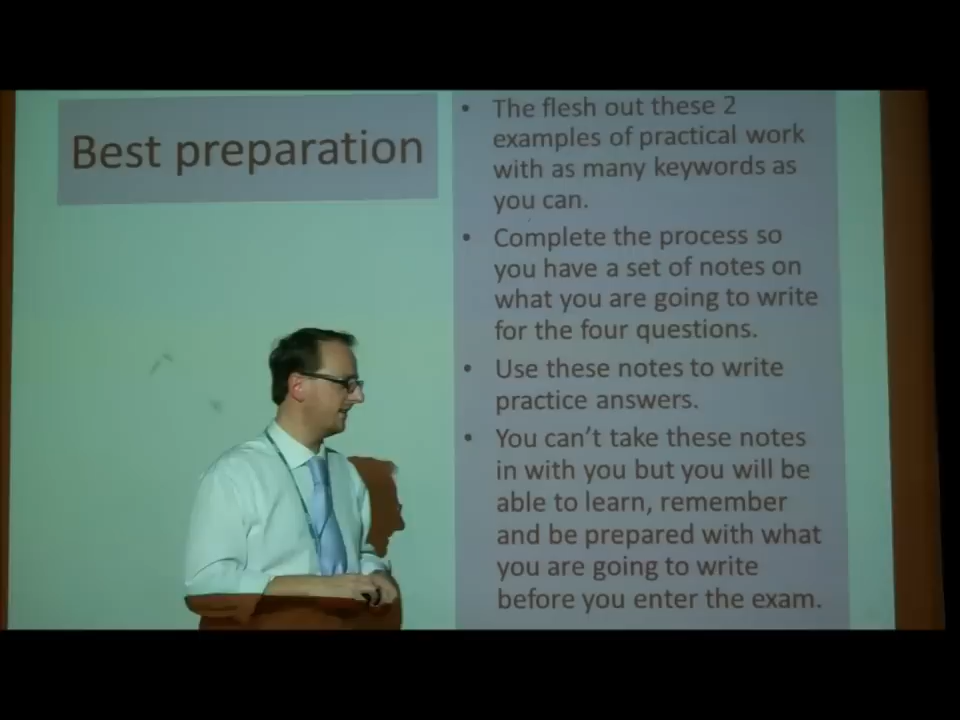 Best preparation
• The flesh out these 2
examples of practical work
with as many keywords as
you can.
• Complete the process so
you have a set of notes on
what you are going to write
for the four questions.
• Use these notes to write
practice answers.
• You can't take these notes
in with you but you will be
able to learn, remember
and be prepared with what
you are going to write
before you enter the exam.